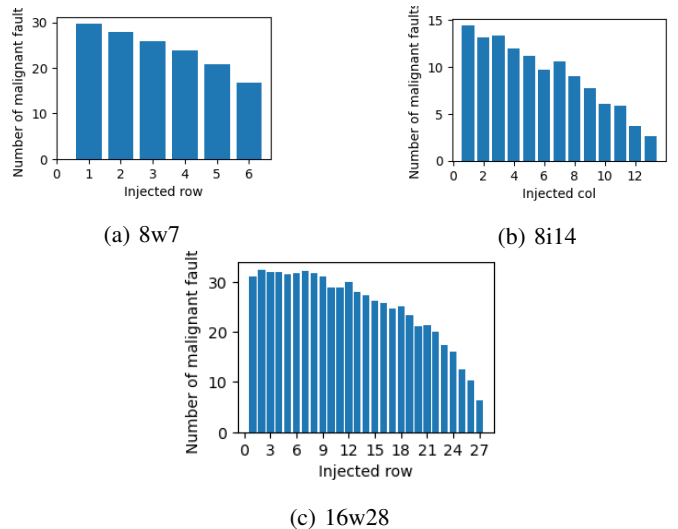 Number of malignant fault
30
20
10
0
0 1 2 3 4 5 6
Injected row
(a) 8w7
Number of malignant faults
15
10
5
0
0 2 4 6 8 10 12
Injected col
(b) 8i14
Number of malignant fault
30
20
10
0
0 3 6 9 12 15 18 21 24 27
Injected row
(c) 16w28